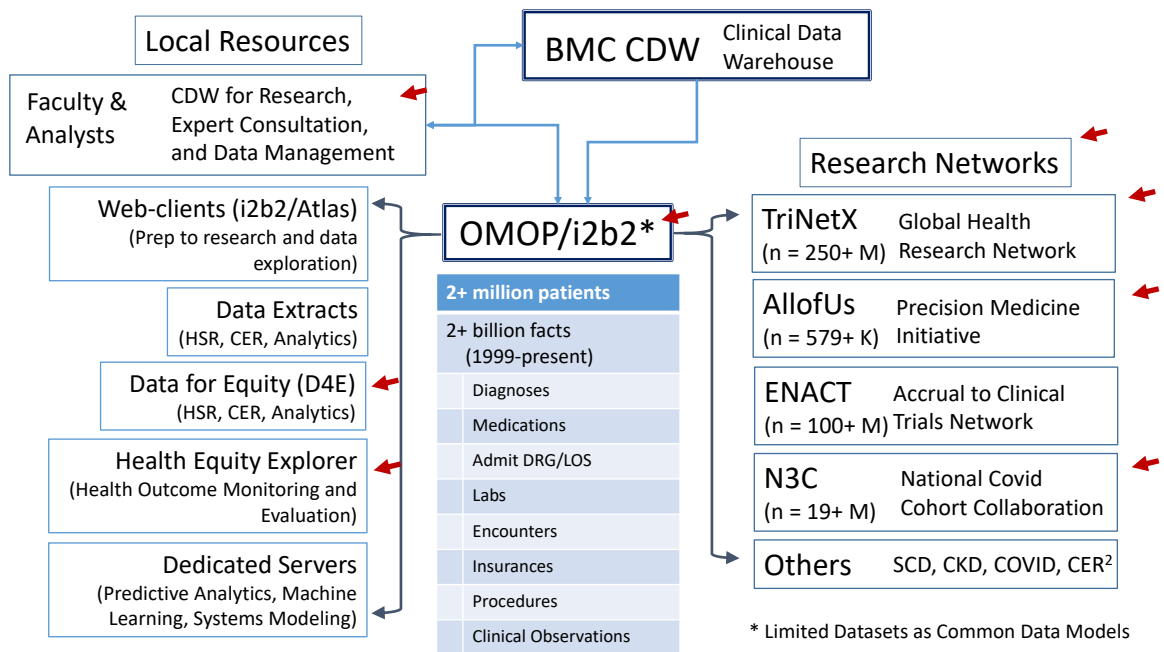 Local Resources
BMC CDW
Clinical Data
Warehouse
Faculty &
Analysts
CDW for Research,
Expert Consultation,
and Data Management
Research Networks
Web-clients (i2b2/Atlas)
(Prep to research and data
exploration)
Data Extracts
(HSR, CER, Analytics)
Data for Equity (D4E)
(HSR, CER, Analytics)
Health Equity Explorer
(Health Outcome Monitoring and
Evaluation)
Dedicated Servers
(Predictive Analytics, Machine
Learning, Systems Modeling)
OMOP/i2b2*
2+ million patients
2+ billion facts
(1999-present)
Diagnoses
Medications
Admit DRG/LOS
Labs
Encounters
Insurances
Procedures
Clinical Observations
TriNetX
(n = 250+ M)
Global Health
Research Network
AllofUs
(n = 579+ K)
Precision Medicine
Initiative
ENACT
(n = 100+ M)
Accrual to Clinical
Trials Network
N3C
(n = 19+ M)
National Covid
Cohort Collaboration
Others
SCD, CKD, COVID, CER²
* Limited Datasets as Common Data Models